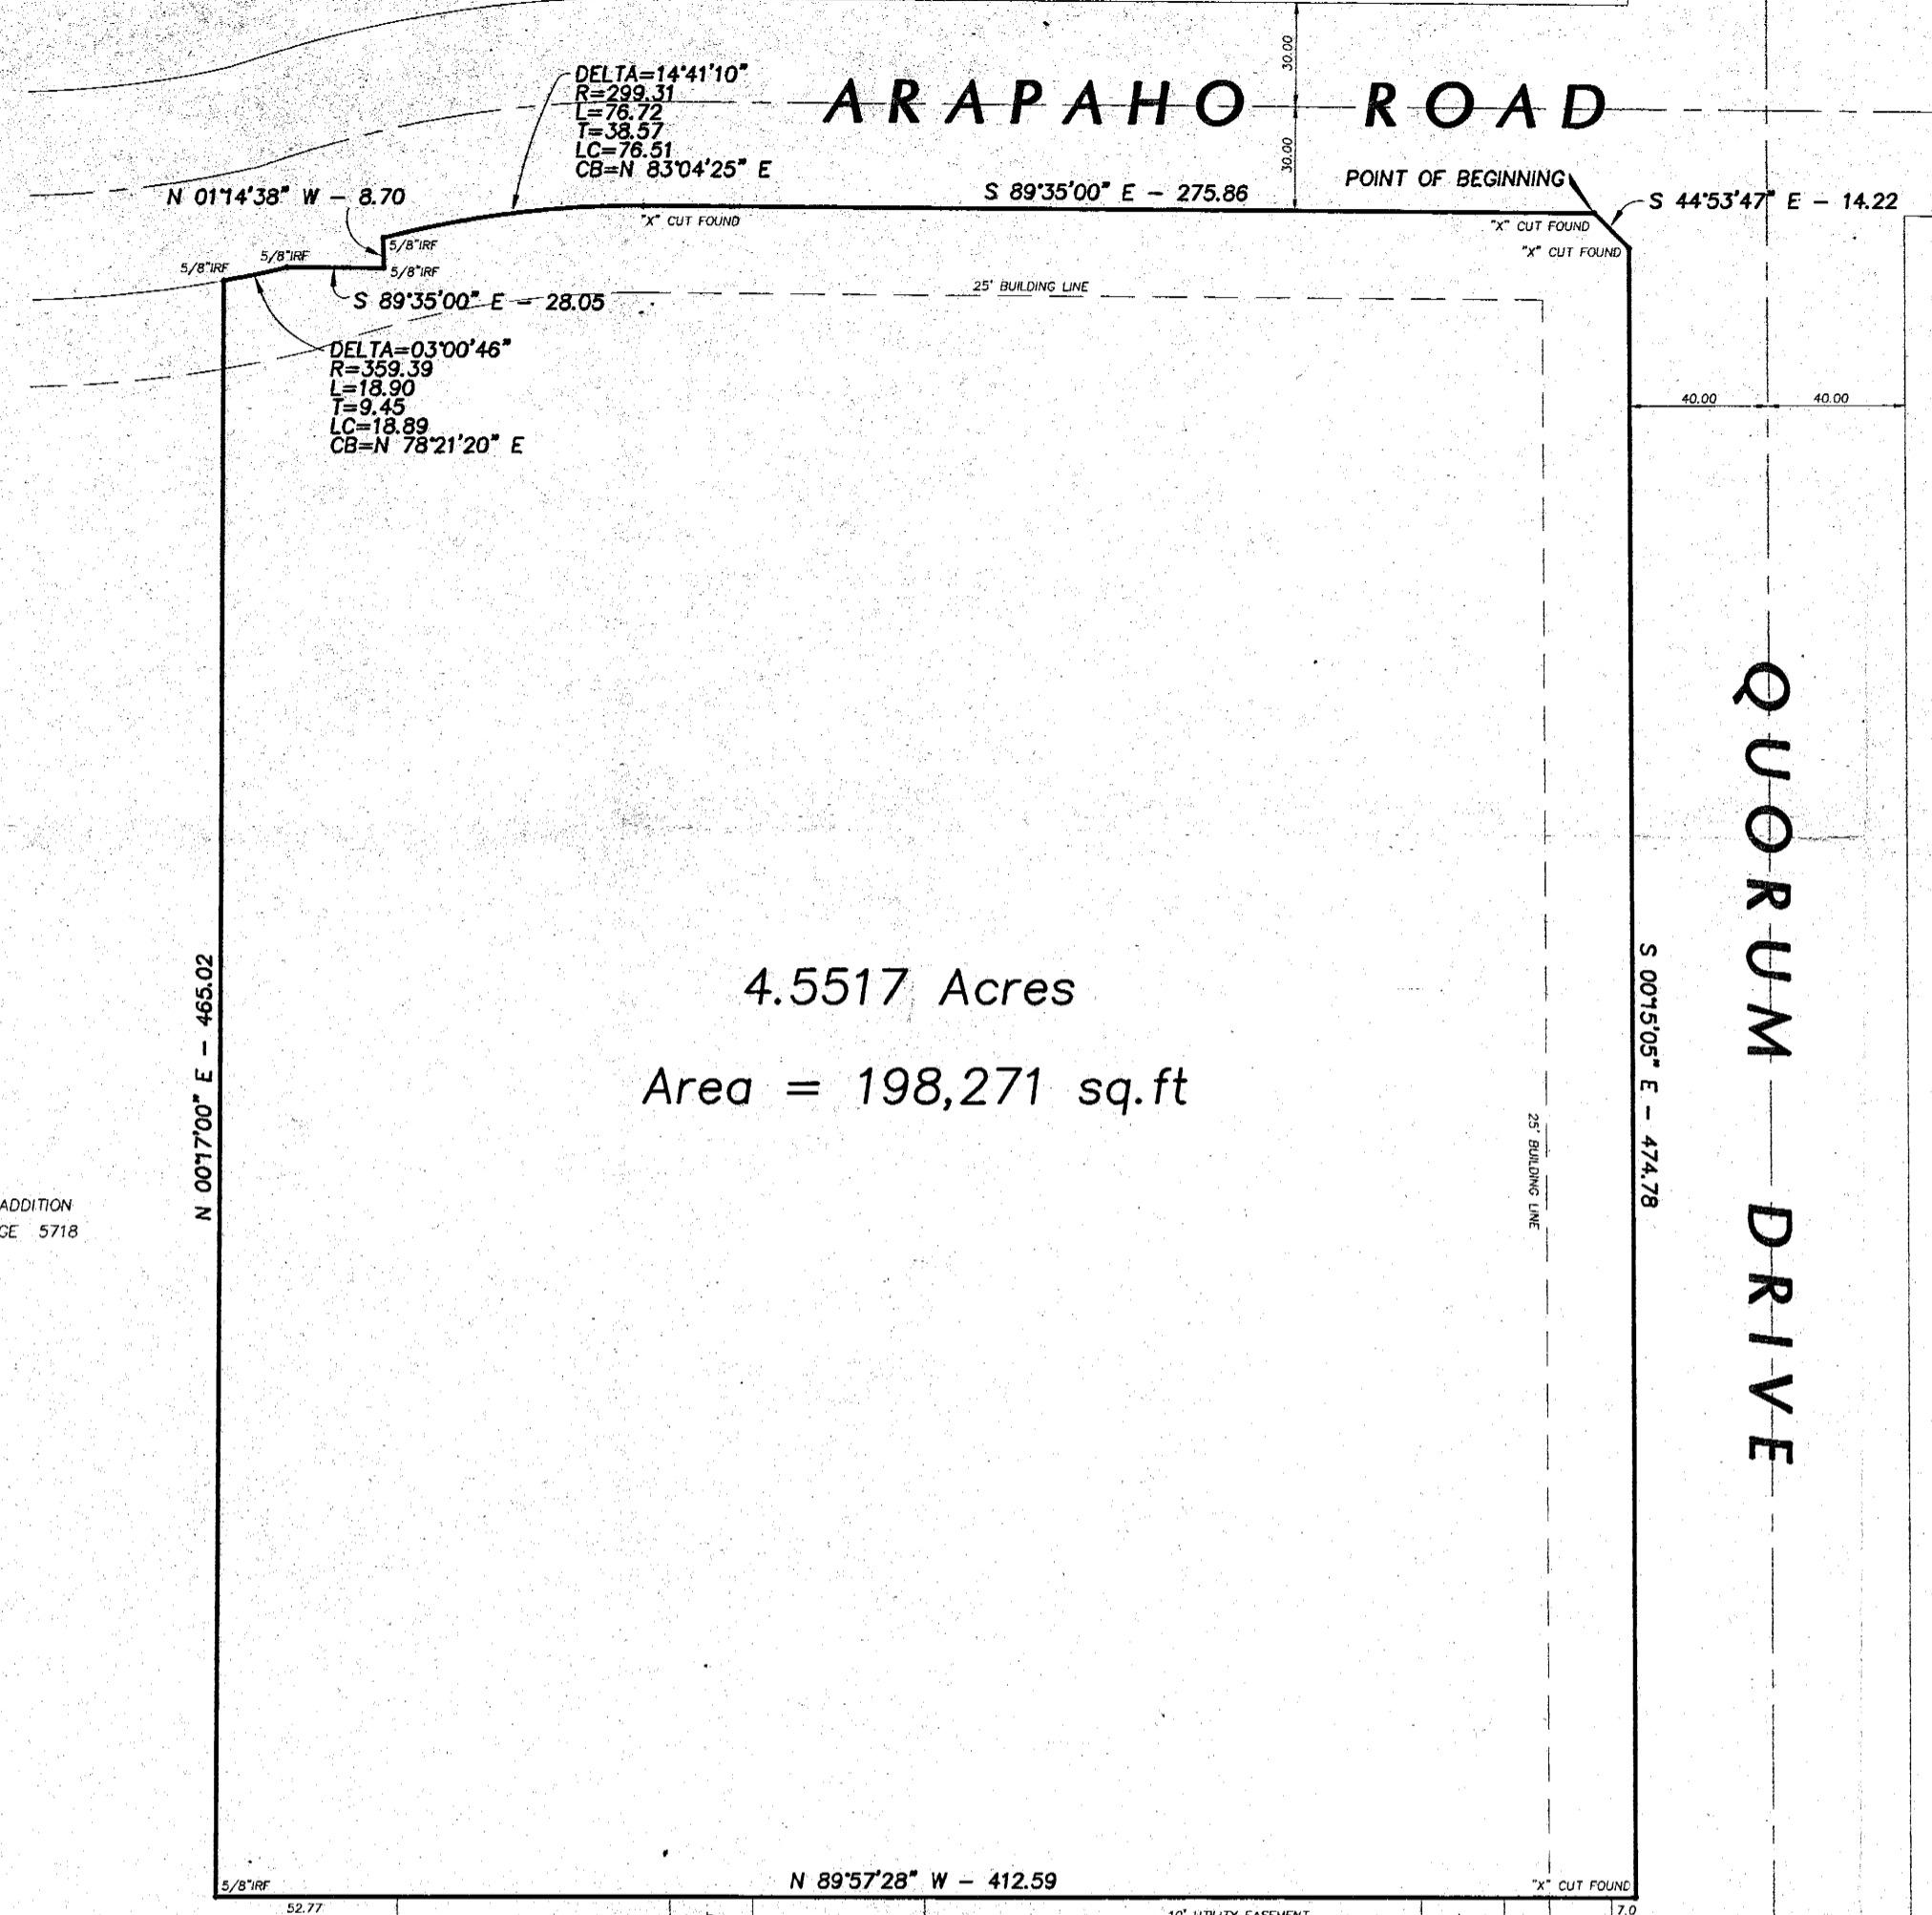 DELTA=14°41'10"
R=299.31
L=76.72
T=38.57
LC=76.51
CB=N 83°04'25" E
ARAPAHO ROAD
30.00
30.00
N 01°14'38" W – 8.70
S 89°35'00" E – 275.86
POINT OF BEGINNING
S 44°53'47" E – 14.22
"X" CUT FOUND
"X" CUT FOUND
"X" CUT FOUND
5/8"IRF
5/8"IRF
5/8"IRF
5/8"IRF
S 89°35'00" E – 28.05
25' BUILDING LINE
DELTA=03°00'46"
R=359.39
L=18.90
T=9.45
LC=18.89
CB=N 78°21'20" E
40.00
40.00
QUORUM DRIVE
N 00°17'00" E – 465.02
4.5517 Acres
Area = 198,271 sq.ft
S 00°15'05" E – 474.78
25' BUILDING LINE
ADDITION
GE 5718
5/8"IRF
N 89°57'28" W – 412.59
"X" CUT FOUND
52.77
10' UTILITY EASEMENT
7.0